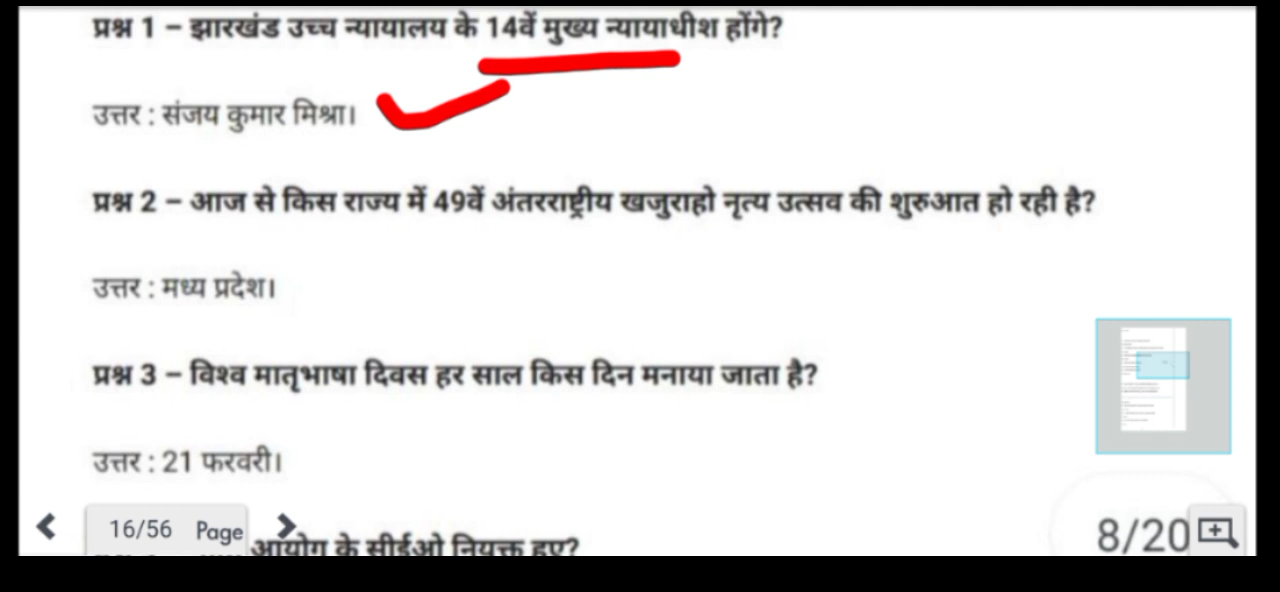 प्रश्न 1 – झारखंड उच्च न्यायालय के 14वें मुख्य न्यायाधीश होंगे?
उत्तर : संजय कुमार मिश्रा।
प्रश्न 2 – आज से किस राज्य में 49वें अंतरराष्ट्रीय खजुराहो नृत्य उत्सव की शुरुआत हो रही है?
उत्तर : मध्य प्रदेश।
प्रश्न 3 – विश्व मातृभाषा दिवस हर साल किस दिन मनाया जाता है?
उत्तर : 21 फरवरी।
16/56 Page
आयोग के सीईओ नियुक्त हुए?
8/20